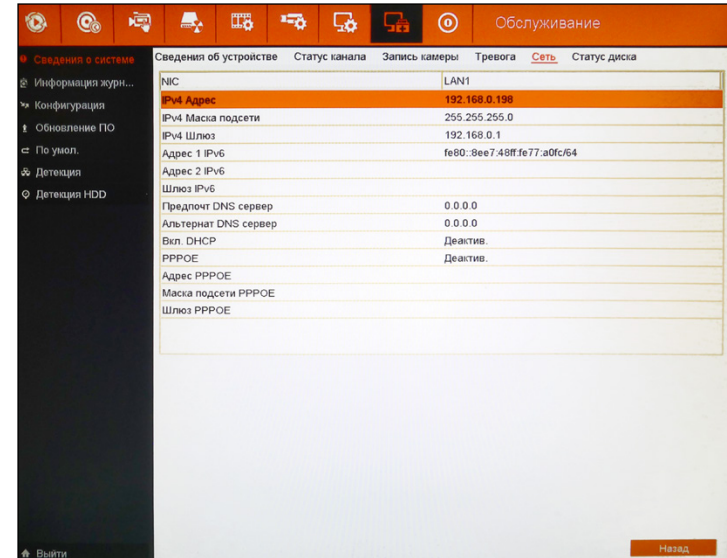 Обслуживание
Сведения о системе
Информация журн...
Конфигурация
Обновление ПО
По умол.
Детекция
Детекция HDD
Выйти
Сведения об устройстве Статус канала Запись камеры Тревога Сеть Статус диска
NIC LAN1
IPv4 Адрес 192.168.0.198
IPv4 Маска подсети 255.255.255.0
IPv4 Шлюз 192.168.0.1
Адрес 1 IPv6 fe80::8ee7:48ff:fe77:a0fc/64
Адрес 2 IPv6
Шлюз IPv6
Предпочт DNS сервер 0.0.0.0
Альтернат DNS сервер 0.0.0.0
Вкл. DHCP Деактив.
PPPOE Деактив.
Адрес PPPOE
Маска подсети PPPOE
Шлюз PPPOE
Назад